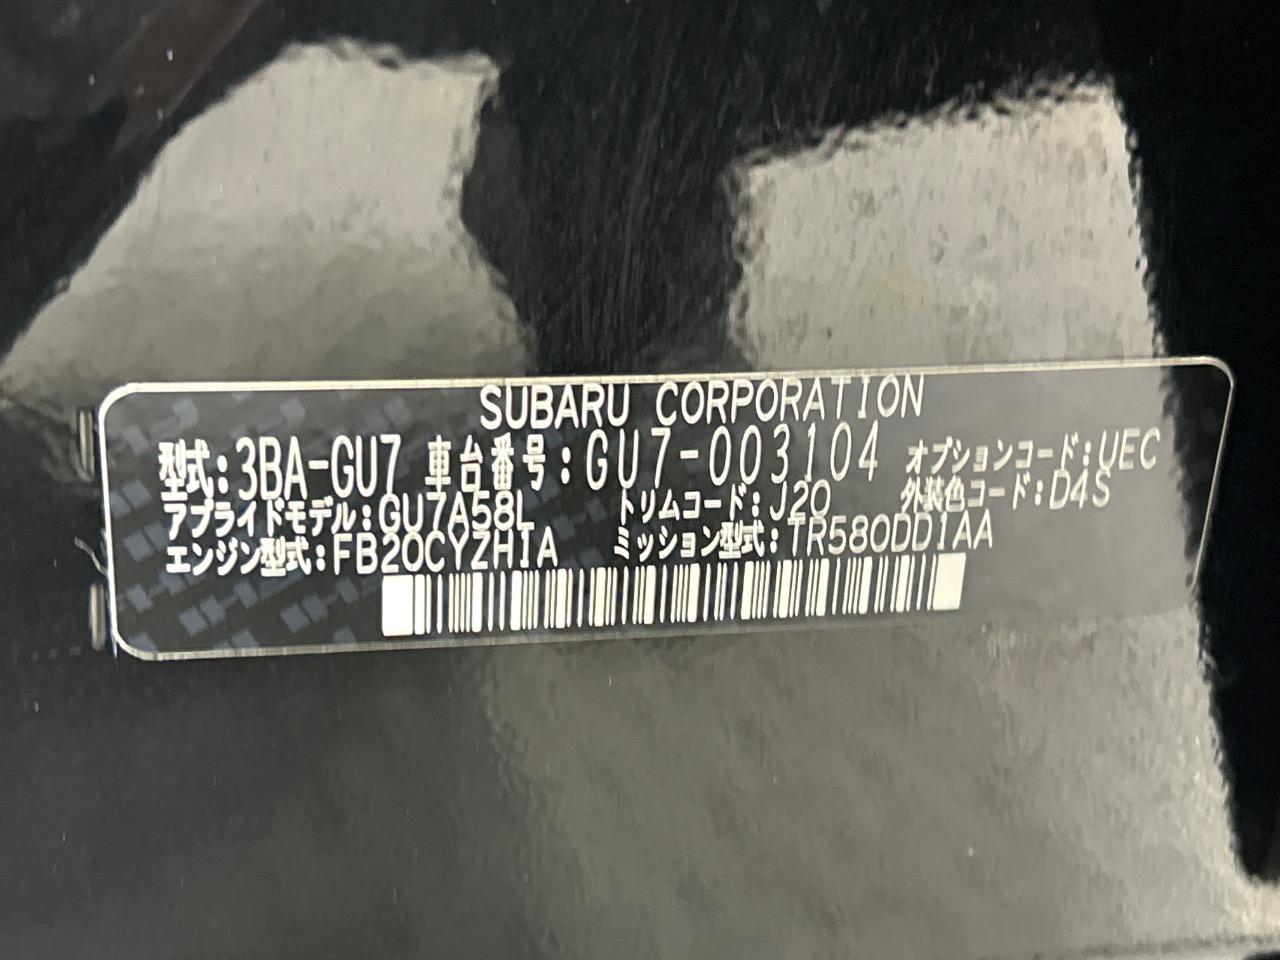 SUBARU CORPORATION
型式:3BA-GU7 車台番号:GU7-003104 オプションコード:UEC
アプライドモデル:GU7A58L トリムコード:J20 外装色コード:D4S
エンジン型式:FB20CYZHIA ミッション型式:TR580DD1AA